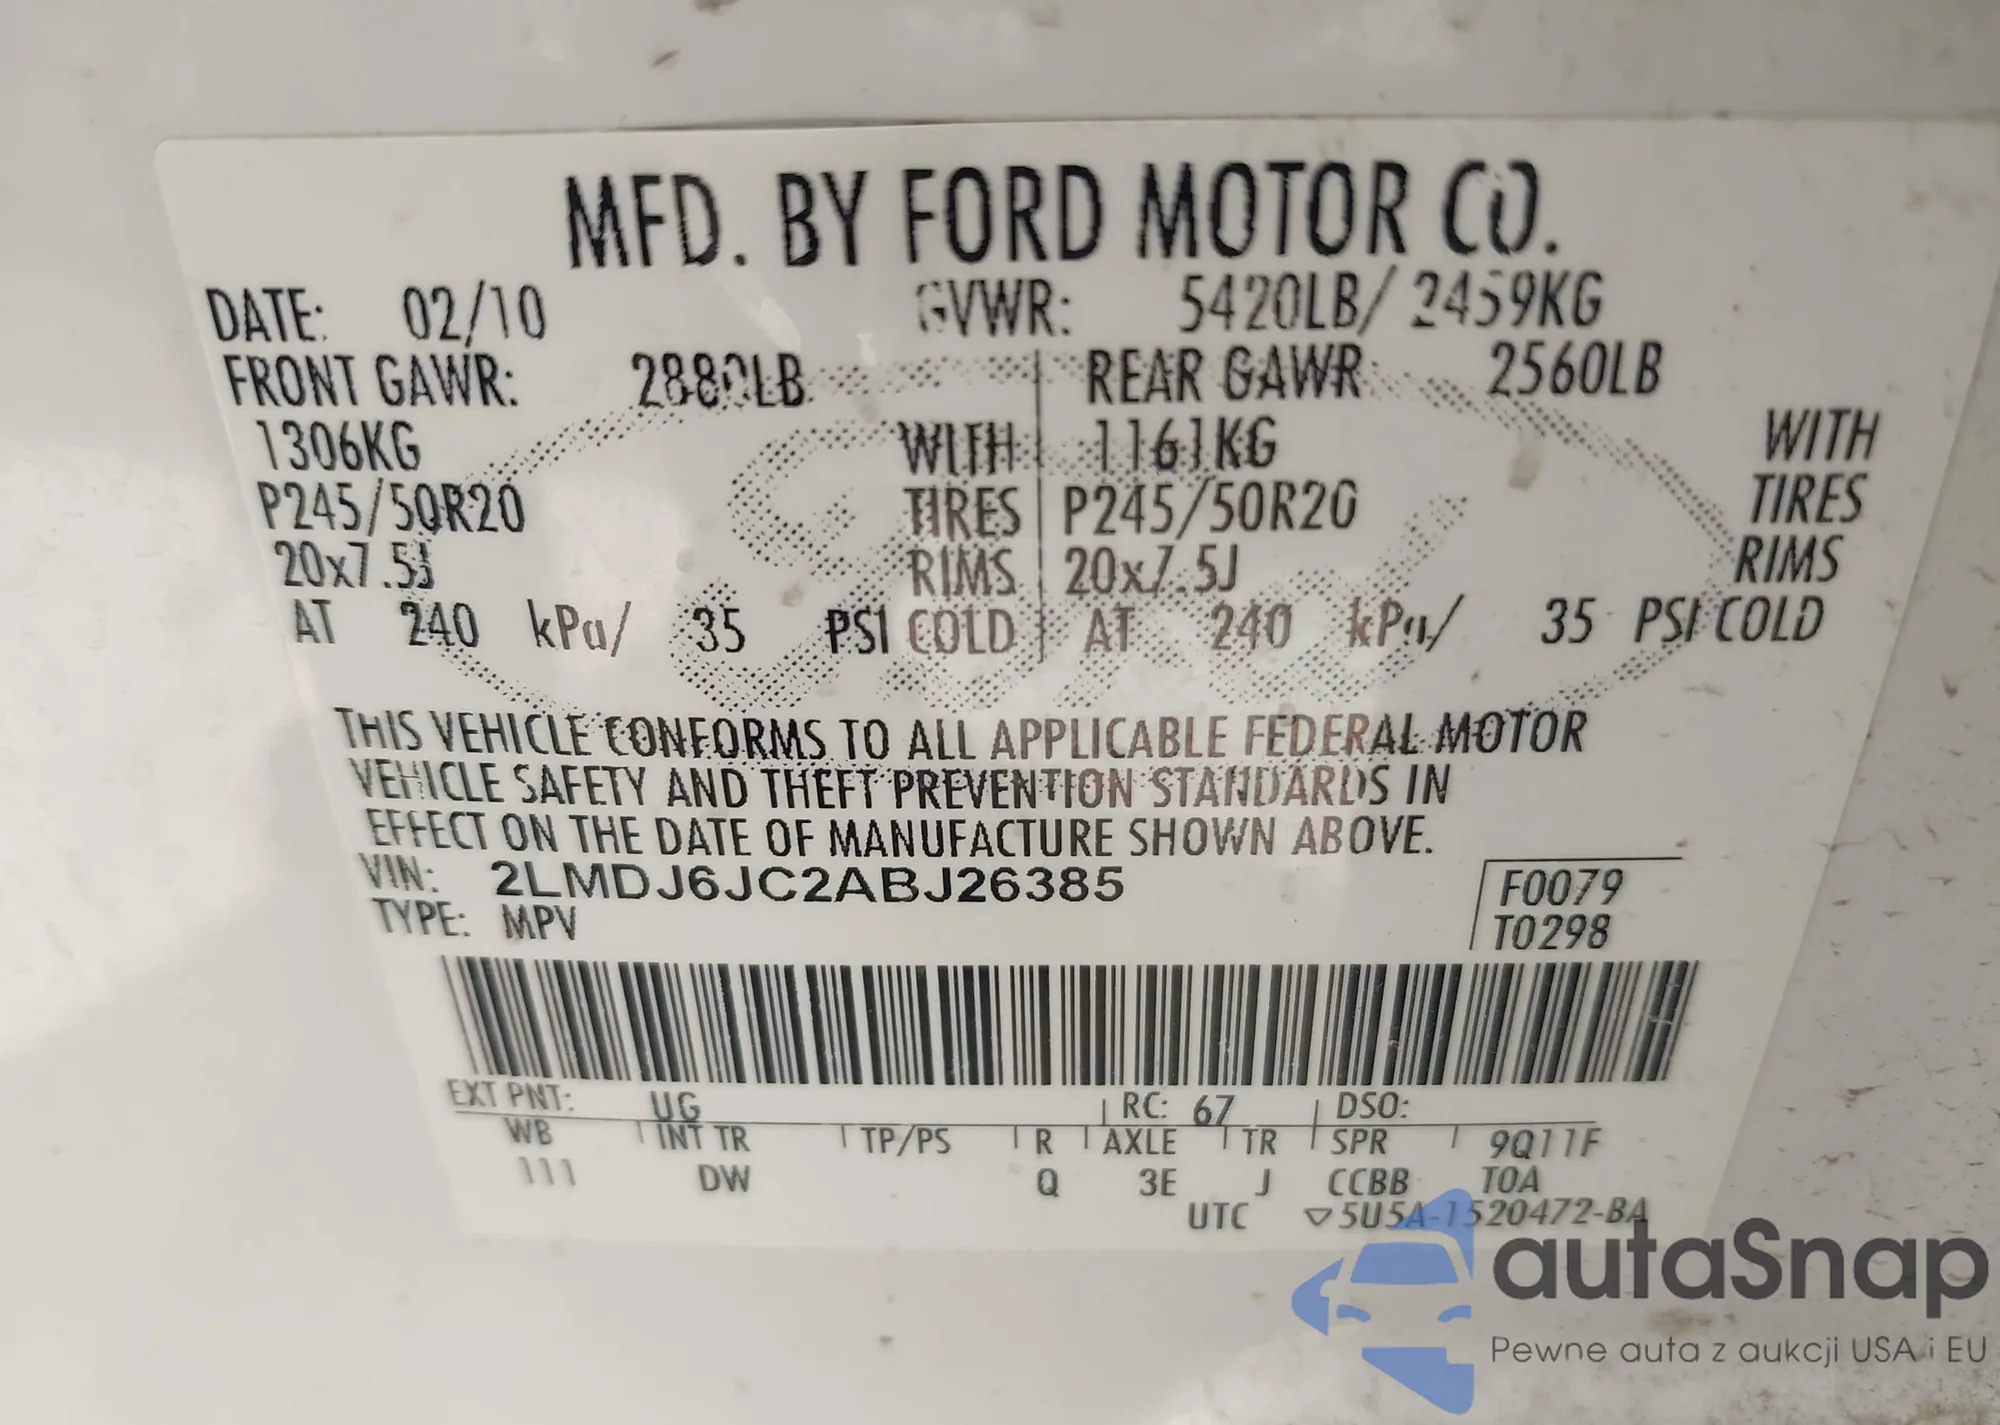 MFD. BY FORD MOTOR CO.
DATE: 02/10 GVWR: 5420LB/ 2459KG
FRONT GAWR: 2880LB REAR GAWR: 2560LB
1306KG WITH 1161KG WITH
P245/50R20 TIRES P245/50R20 TIRES
20x7.5J RIMS 20x7.5J RIMS
AT 240 kPa/ 35 PSI COLD AT 240 kPa/ 35 PSI COLD
THIS VEHICLE CONFORMS TO ALL APPLICABLE FEDERAL MOTOR
VEHICLE SAFETY AND THEFT PREVENTION STANDARDS IN
EFFECT ON THE DATE OF MANUFACTURE SHOWN ABOVE.
VIN: 2LMDJ6JC2ABJ26385 F0079
TYPE: MPV T0298
EXT PNT: UG RC: 67 DSO:
WB INT TR TP/PS R AXLE TR SPR 9Q11F
111 DW Q 3E J CCBB TOA
UTC ▽5U5A-1520472-BA
autaSnap
Pewne auta z aukcji USA i EU